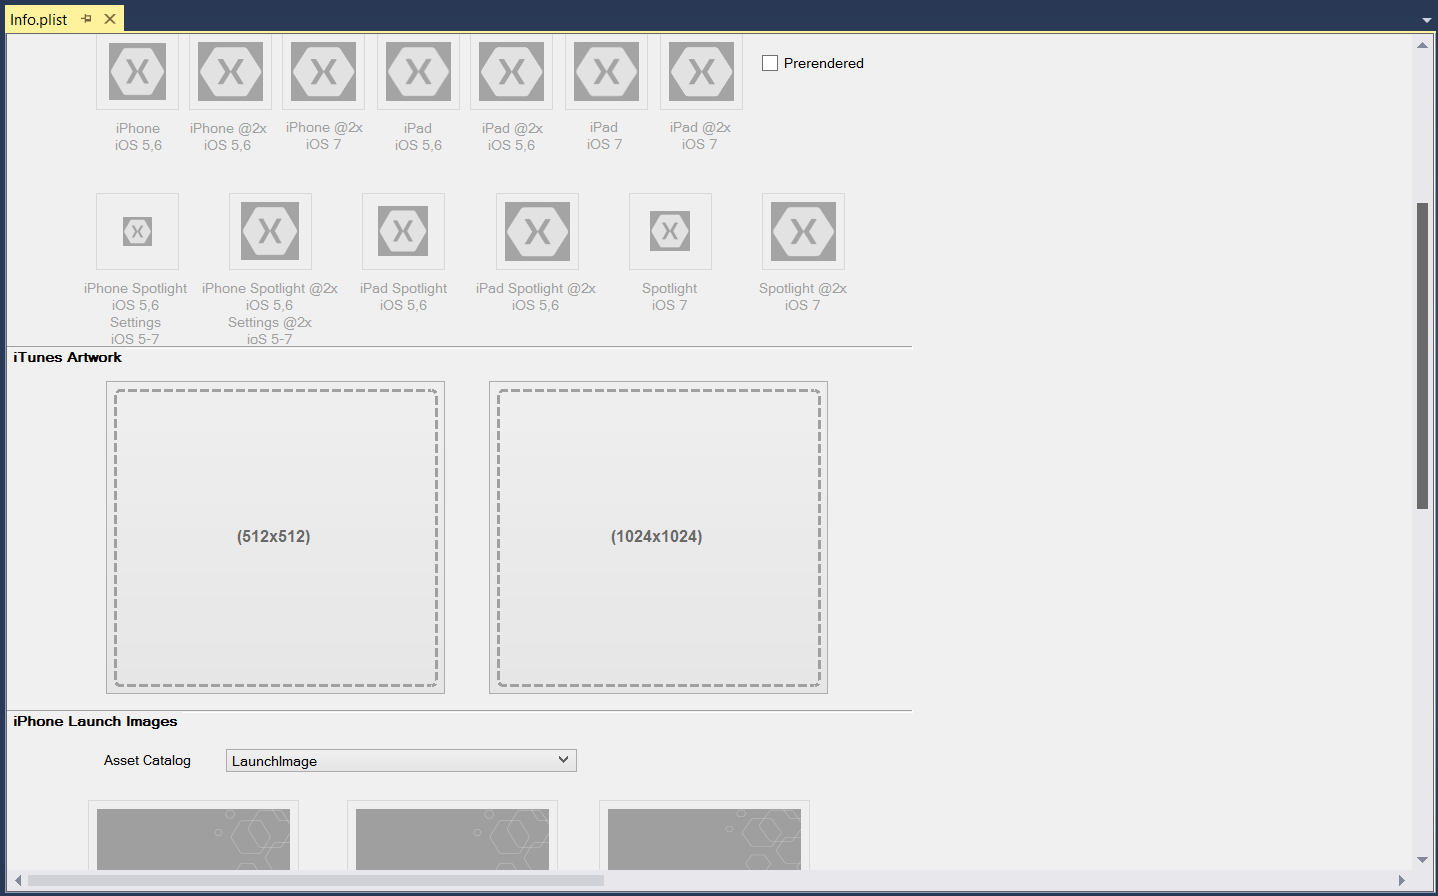 Info.plist
Prerendered
iPhone
iOS 5,6
iPhone @2x
iOS 5,6
iPhone @2x
iOS 7
iPad
iOS 5,6
iPad @2x
iOS 5,6
iPad
iOS 7
iPad @2x
iOS 7
iPhone Spotlight
iOS 5,6
Settings
iOS 5-7
iPhone Spotlight @2x
iOS 5,6
Settings @2x
ioS 5-7
iPad Spotlight
iOS 5,6
iPad Spotlight @2x
iOS 5,6
Spotlight
iOS 7
Spotlight @2x
iOS 7
iTunes Artwork
(512x512)
(1024x1024)
iPhone Launch Images
Asset Catalog
LaunchImage